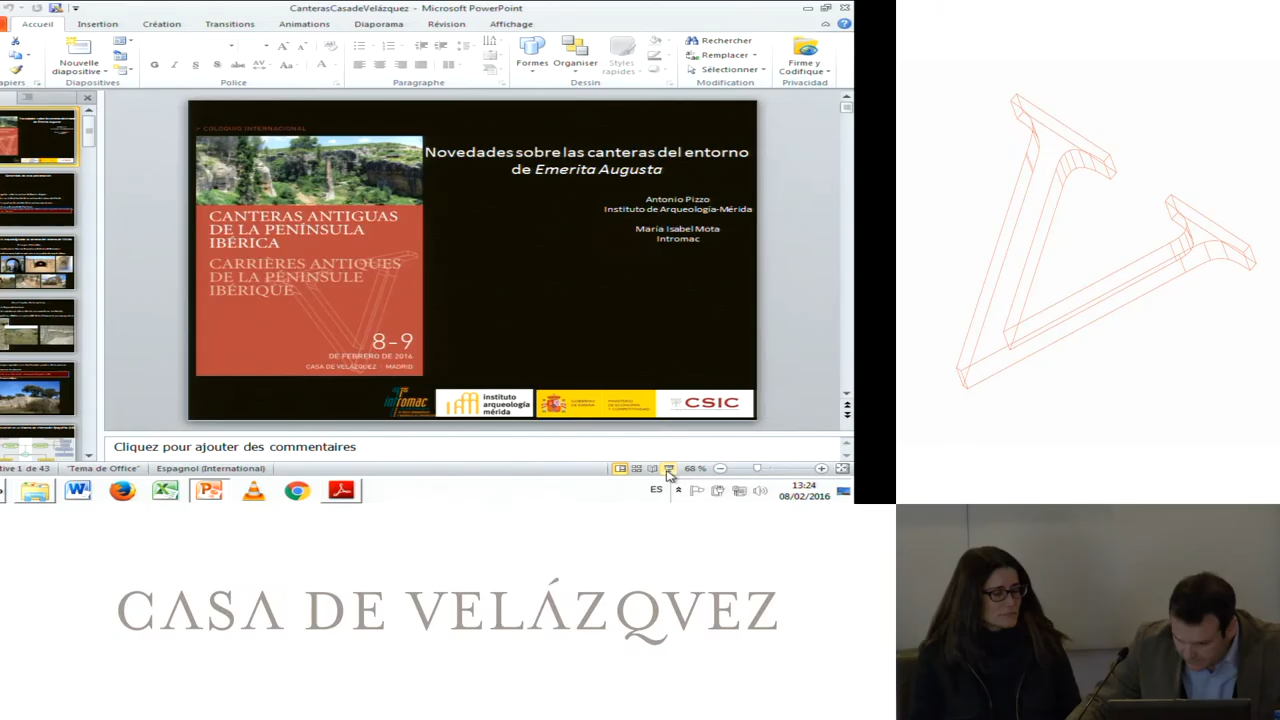 CanterasCasadeVelázquez - Microsoft PowerPoint
Accueil Insertion Création Transitions Animations Diaporama Révision Affichage
Nouvelle
diapositive
Formes Organiser Styles
rapides
Rechercher
Remplacer
Sélectionner
Firme y
Codifique
Diapositives Police Paragraphe Dessin Modification Privacidad
COLOQUIO INTERNACIONAL
CANTERAS ANTIGUAS
DE LA PENÍNSULA
IBÉRICA
CARRIÈRES ANTIQUES
DE LA PÉNINSULE
IBÉRIQUE
8-9
DE FEBRERO DE 2016
CASA DE VELÁZQUEZ - MADRID
Novedades sobre las canteras del entorno
de Emerita Augusta
Antonio Pizzo
Instituto de Arqueología-Mérida
María Isabel Mota
Intromac
intromac
instituto
arqueología
mérida
CSIC
Cliquez pour ajouter des commentaires
tive 1 de 43 "Tema de Office" Espagnol (International) 68 %
ES
13:24
08/02/2016
CASA DE VELÁZQVEZ